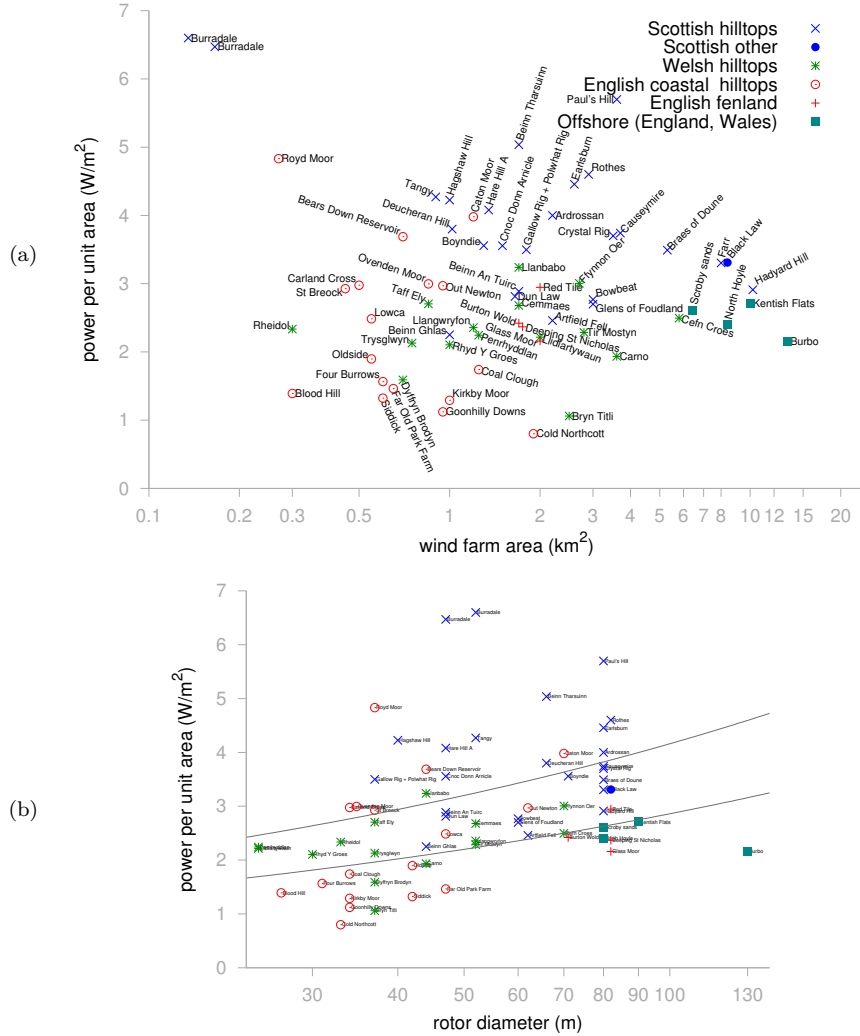 (a)
power per unit area (W/m²)
7
6
5
4
3
2
1
0
0.1
0.2
0.3
0.5
1
2
3
4
5
6
7
8
10
12
15
20
wind farm area (km²)
Scottish hilltops
Scottish other
Welsh hilltops
English coastal hilltops
English fenland
Offshore (England, Wales)
Burradale
Burradale
Paul's Hill
Beinn Tharsuinn
Royd Moor
Tangy
Hagshaw Hill
Caton Moor
Hare Hill A
Cnoc Donn Arnicle
Gallow Rig + Polwhat Rig
Earlsburn
Rothes
Bears Down Reservoir
Deucheran Hill
Boyndie
Ardrossan
Crystal Rig
Causeymire
Braes of Doune
Scroby sands
Farr
Black Law
Hadyard Hill
North Hoyle
Kentish Flats
Burbo
Carland Cross
St Breock
Ovenden Moor
Out Newton
Beinn An Tuirc
Llanbabo
Red Tile
Ffynnon Oer
Dun Law
Cemmaes
Bowbeat
Glens of Foudland
Taff Ely
Lowca
Rheidol
Trysglwyn
Llangwryfon
Beinn Ghlas
Burton Wold
Glass Moor
Deeping St Nicholas
Artfield Fell
Tir Mostyn
Cefn Croes
Rhyd Y Groes
Penrhyddlan
Llidiartywaun
Carno
Oldside
Four Burrows
Blood Hill
Siddick
Far Old Park Farm
Dyffryn Brodyn
Coal Clough
Kirkby Moor
Goonhilly Downs
Bryn Titli
Cold Northcott
(b)
power per unit area (W/m²)
7
6
5
4
3
2
1
0
30
40
50
60
70
80
90
100
130
rotor diameter (m)
Burradale
Burradale
Paul's Hill
Beinn Tharsuinn
Royd Moor
Rothes
Earlsburn
Hagshaw Hill
Tangy
Hare Hill A
Caton Moor
Ardrossan
Bears Down Reservoir
Deucheran Hill
Crystal Rig
Gallow Rig + Polwhat Rig
Cnoc Donn Arnicle
Boyndie
Braes of Doune
Black Law
Llanbabo
Ffynnon Oer
Out Newton
Red Tile
Beinn An Tuirc
Dun Law
Taff Ely
Cemmaes
Bowbeat
Glens of Foudland
Kentish Flats
Scroby sands
Lowca
Artfield Fell
Cefn Croes
Burton Wold
Deeping St Nicholas
Rheidol
Beinn Ghlas
Rhyd Y Groes
Trysglwyn
Glass Moor
Burbo
Carno
Coal Clough
Four Burrows
Dyffryn Brodyn
Blood Hill
Far Old Park Farm
Kirkby Moor
Siddick
Goonhilly Downs
Bryn Titli
Cold Northcott